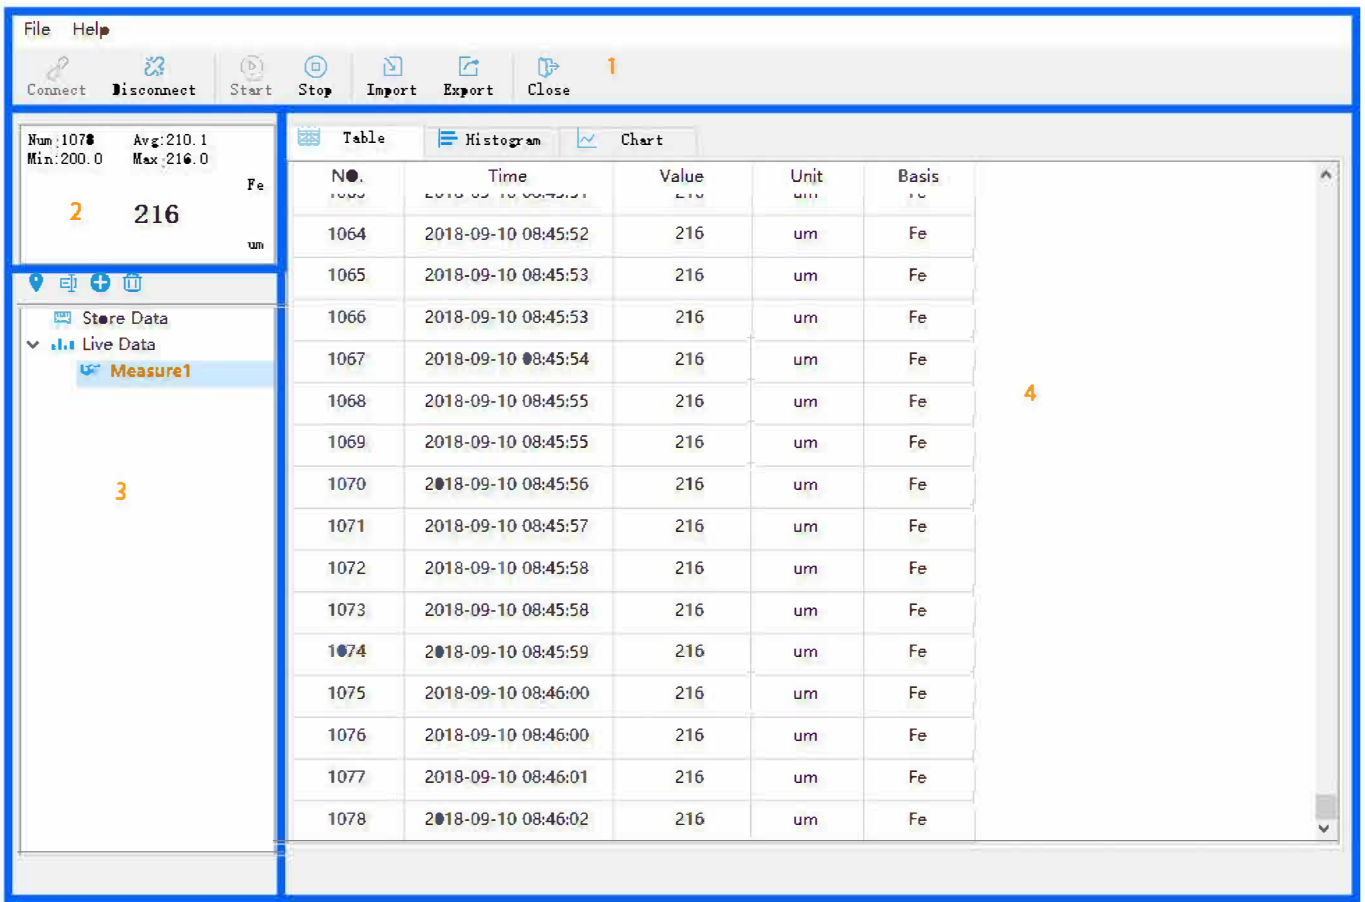 File Help
Connect Disconnect Start Stop Import Export Close 1
Num:1078 Avg:210.1
Min:200.0 Max:216.0
Fe
2 216
um
Store Data
Live Data
Measure1
3
Table Histogram Chart
No. Time Value Unit Basis
1064 2018-09-10 08:45:52 216 um Fe
1065 2018-09-10 08:45:53 216 um Fe
1066 2018-09-10 08:45:53 216 um Fe
1067 2018-09-10 08:45:54 216 um Fe
4
1068 2018-09-10 08:45:55 216 um Fe
1069 2018-09-10 08:45:55 216 um Fe
1070 2018-09-10 08:45:56 216 um Fe
1071 2018-09-10 08:45:57 216 um Fe
1072 2018-09-10 08:45:58 216 um Fe
1073 2018-09-10 08:45:58 216 um Fe
1074 2018-09-10 08:45:59 216 um Fe
1075 2018-09-10 08:46:00 216 um Fe
1076 2018-09-10 08:46:00 216 um Fe
1077 2018-09-10 08:46:01 216 um Fe
1078 2018-09-10 08:46:02 216 um Fe